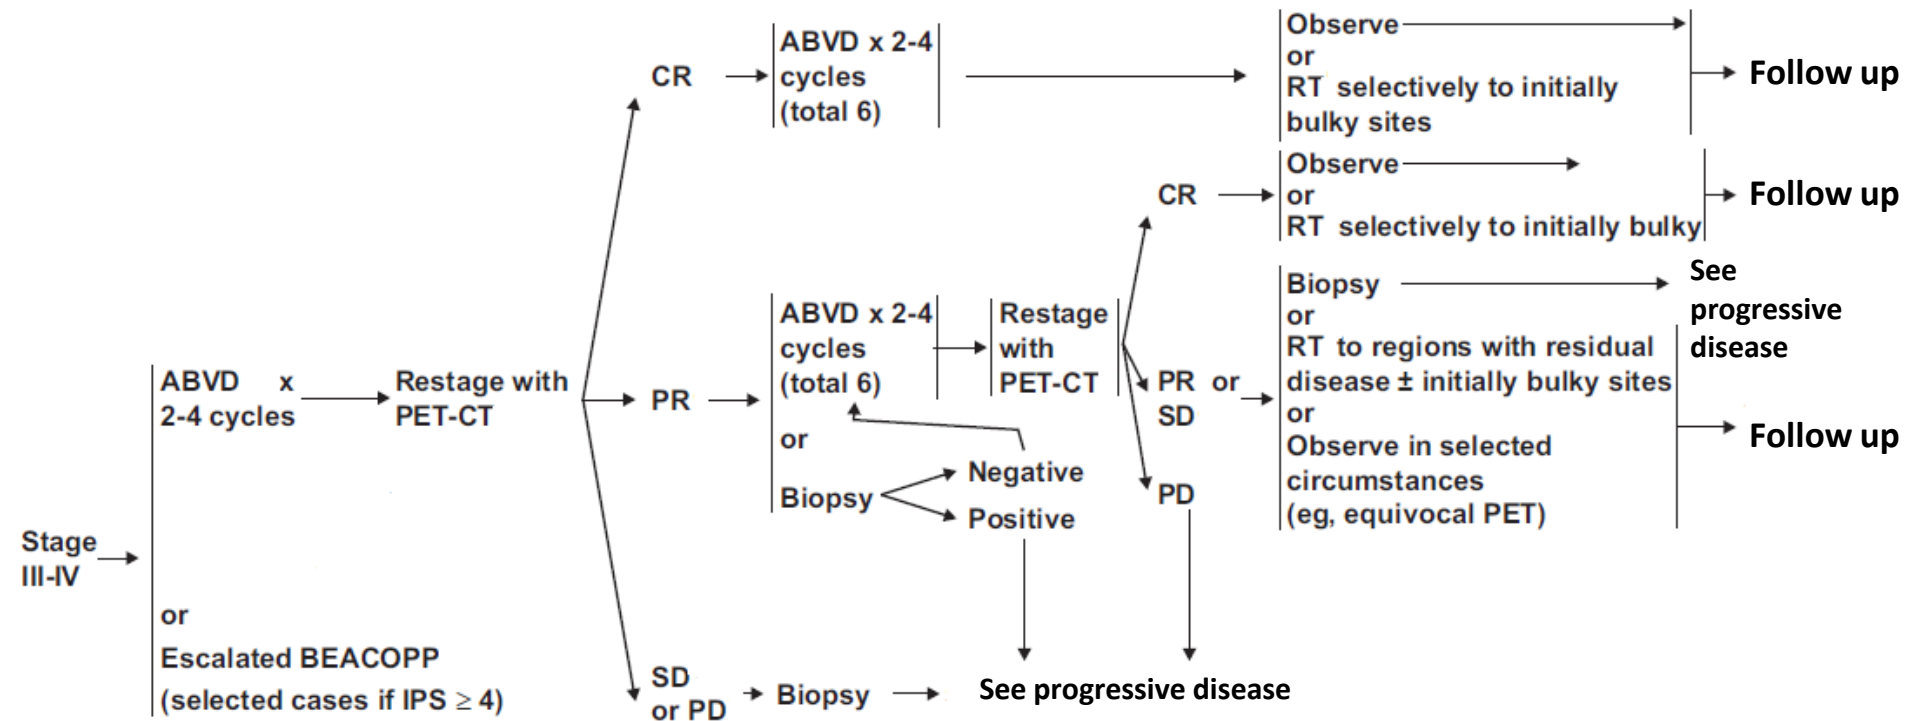 Stage
III-IV
ABVD x
2-4 cycles
or
Escalated BEACOPP
(selected cases if IPS ≥ 4)
Restage with
PET-CT
CR
ABVD x 2-4
cycles
(total 6)
Observe
or
RT selectively to initially
bulky sites
Follow up
PR
ABVD x 2-4
cycles
(total 6)
or
Biopsy
Negative
Positive
Restage
with
PET-CT
CR
Observe
or
RT selectively to initially bulky
Follow up
PR or
SD
Biopsy
or
RT to regions with residual
disease ± initially bulky sites
or
Observe in selected
circumstances
(eg, equivocal PET)
See
progressive
disease
Follow up
PD
SD
or PD
Biopsy
See progressive disease